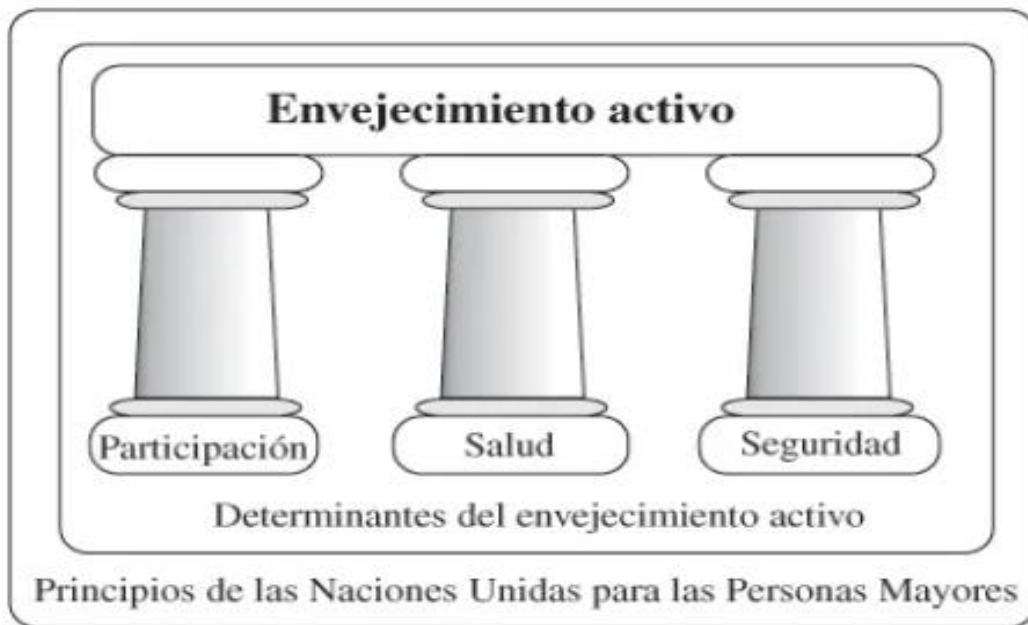 Envejecimiento activo
Participación
Salud
Seguridad
Determinantes del envejecimiento activo
Principios de las Naciones Unidas para las Personas Mayores